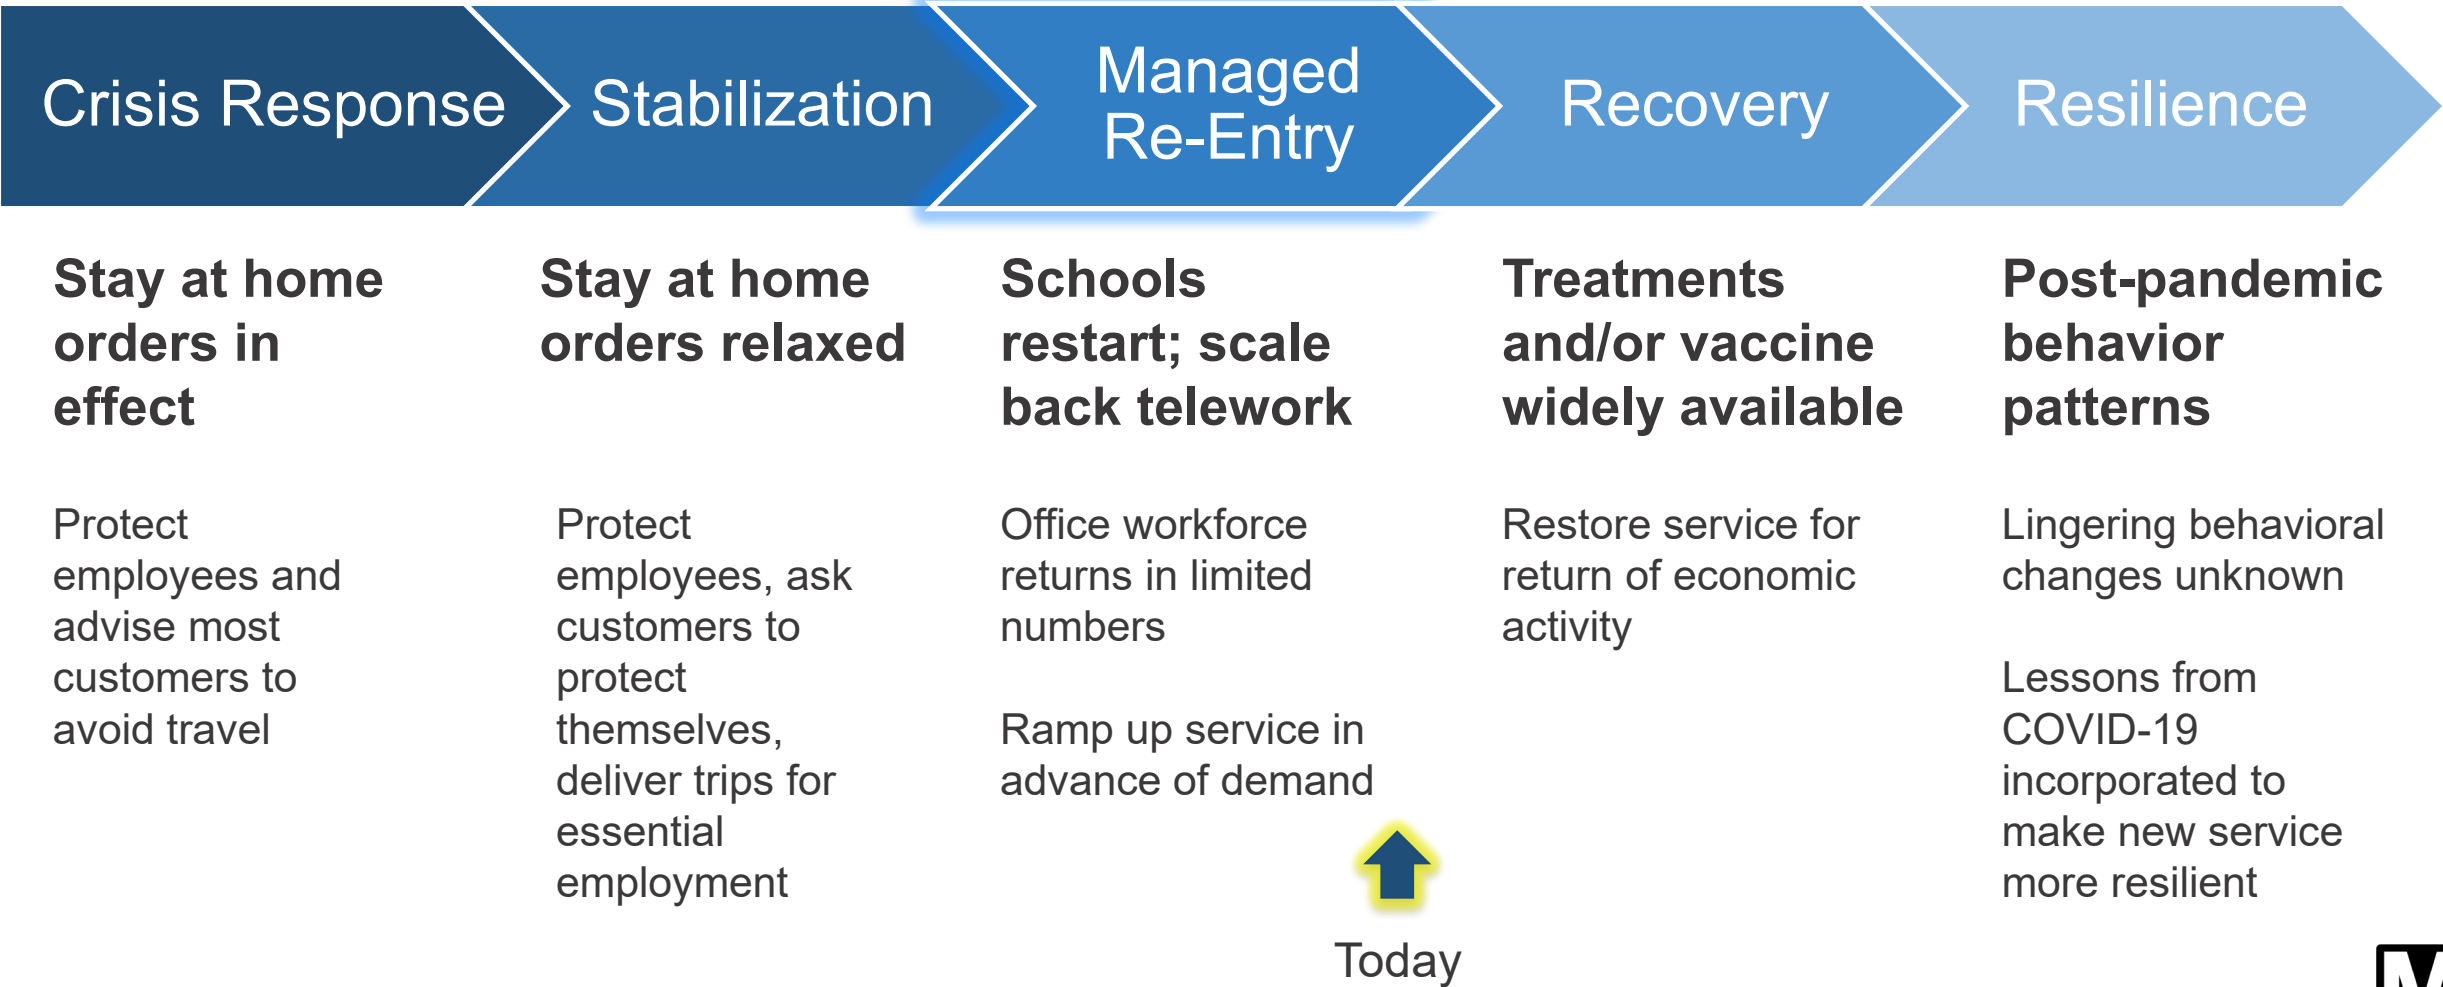 Crisis Response
Stabilization
Managed
Re-Entry
Recovery
Resilience
Stay at home
orders in
effect
Protect
employees and
advise most
customers to
avoid travel
Stay at home
orders relaxed
Protect
employees, ask
customers to
protect
themselves,
deliver trips for
essential
employment
Schools
restart; scale
back telework
Office workforce
returns in limited
numbers
Ramp up service in
advance of demand
Today
Treatments
and/or vaccine
widely available
Restore service for
return of economic
activity
Post-pandemic
behavior
patterns
Lingering behavioral
changes unknown
Lessons from
COVID-19
incorporated to
make new service
more resilient
M